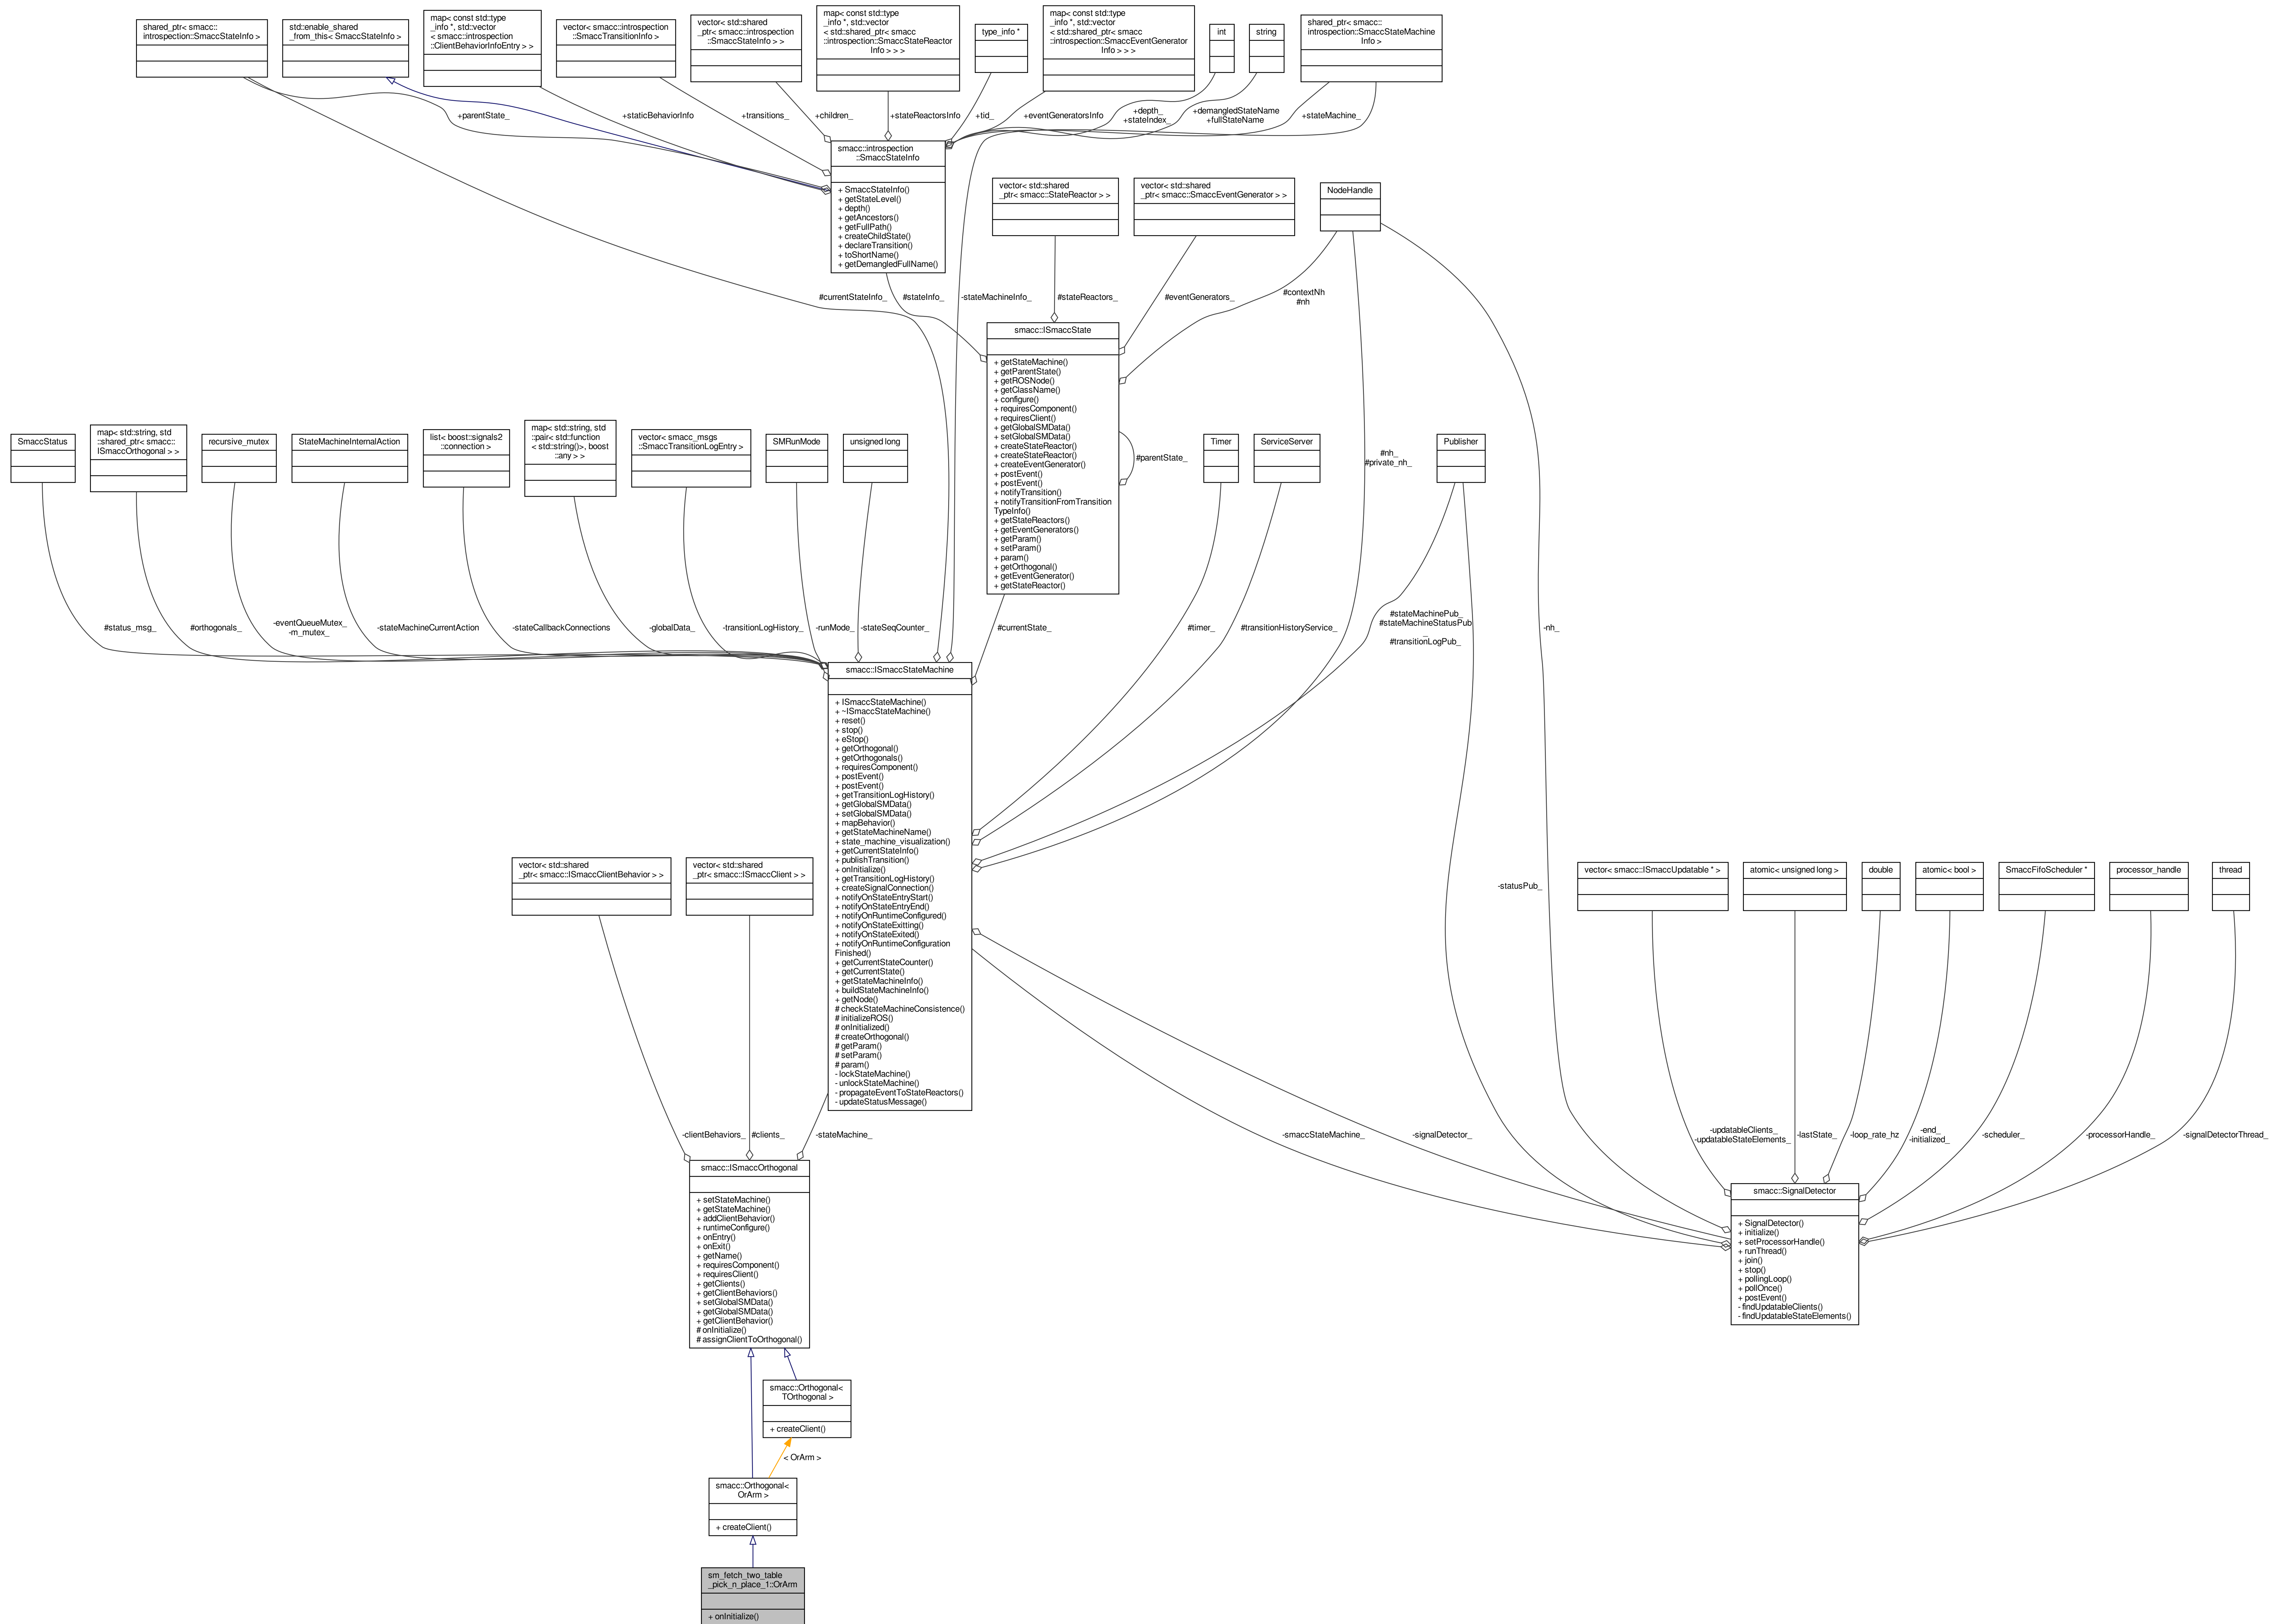 shared_ptr< smacc::
introspection::SmaccStateInfo >
std::enable_shared
_from_this< SmaccStateInfo >
map< const std::type
_info *, std::vector
< smacc::introspection
::ClientBehaviorInfoEntry > >
vector< smacc::introspection
::SmaccTransitionInfo >
vector< std::shared
_ptr< smacc::introspection
::SmaccStateInfo > >
map< const std::type
_info *, std::vector
< std::shared_ptr< smacc
::introspection::SmaccStateReactor
Info > > >
type_info *
map< const std::type
_info *, std::vector
< std::shared_ptr< smacc
::introspection::SmaccEventGenerator
Info > > >
int
string
shared_ptr< smacc::
introspection::SmaccStateMachine
Info >
+parentState_
+staticBehaviorInfo
+transitions_
+children_
+stateReactorsInfo
+tid_
+eventGeneratorsInfo
+depth_
+stateIndex_
+demangledStateName
+fullStateName
+stateMachine_
smacc::introspection
::SmaccStateInfo
+ SmaccStateInfo()
+ getStateLevel()
+ depth()
+ getAncestors()
+ getFullPath()
+ createChildState()
+ declareTransition()
+ toShortName()
+ getDemangledFullName()
vector< std::shared
_ptr< smacc::StateReactor > >
vector< std::shared
_ptr< smacc::SmaccEventGenerator > >
NodeHandle
#currentStateInfo_
#stateInfo_
-stateMachineInfo_
#stateReactors_
#eventGenerators_
#contextNh
#nh
smacc::ISmaccState
+ getStateMachine()
+ getParentState()
+ getROSNode()
+ getClassName()
+ configure()
+ requiresComponent()
+ requiresClient()
+ getGlobalSMData()
+ setGlobalSMData()
+ createStateReactor()
+ createStateReactor()
+ createEventGenerator()
+ postEvent()
+ postEvent()
+ notifyTransition()
+ notifyTransitionFromTransition
TypeInfo()
+ getStateReactors()
+ getEventGenerators()
+ getParam()
+ setParam()
+ param()
+ getOrthogonal()
+ getEventGenerator()
+ getStateReactor()
#parentState_
SmaccStatus
map< std::string, std
::shared_ptr< smacc::
ISmaccOrthogonal > >
recursive_mutex
StateMachineInternalAction
list< boost::signals2
::connection >
map< std::string, std
::pair< std::function
< std::string()>, boost
::any > >
vector< smacc_msgs
::SmaccTransitionLogEntry >
SMRunMode
unsigned long
Timer
ServiceServer
#nh_
#private_nh_
Publisher
#status_msg_
#orthogonals_
-eventQueueMutex_
-m_mutex_
-stateMachineCurrentAction
-stateCallbackConnections
-globalData_
-transitionLogHistory_
-runMode_
-stateSeqCounter_
#currentState_
#timer_
#transitionHistoryService_
#stateMachinePub_
#stateMachineStatusPub
_
#transitionLogPub_
-nh_
smacc::ISmaccStateMachine
+ ISmaccStateMachine()
+ ~ISmaccStateMachine()
+ reset()
+ stop()
+ eStop()
+ getOrthogonal()
+ getOrthogonals()
+ requiresComponent()
+ postEvent()
+ postEvent()
+ getTransitionLogHistory()
+ getGlobalSMData()
+ setGlobalSMData()
+ mapBehavior()
+ getStateMachineName()
+ state_machine_visualization()
+ getCurrentStateInfo()
+ publishTransition()
+ onInitialize()
+ getTransitionLogHistory()
+ createSignalConnection()
+ notifyOnStateEntryStart()
+ notifyOnStateEntryEnd()
+ notifyOnRuntimeConfigured()
+ notifyOnStateExitting()
+ notifyOnStateExited()
+ notifyOnRuntimeConfiguration
Finished()
+ getCurrentStateCounter()
+ getCurrentState()
+ getStateMachineInfo()
+ buildStateMachineInfo()
+ getNode()
# checkStateMachineConsistence()
# initializeROS()
# onInitialized()
# createOrthogonal()
# getParam()
# setParam()
# param()
- lockStateMachine()
- unlockStateMachine()
- propagateEventToStateReactors()
- updateStatusMessage()
vector< std::shared
_ptr< smacc::ISmaccClientBehavior > >
vector< std::shared
_ptr< smacc::ISmaccClient > >
-statusPub_
vector< smacc::ISmaccUpdatable * >
atomic< unsigned long >
double
atomic< bool >
SmaccFifoScheduler *
processor_handle
thread
-clientBehaviors_
#clients_
-stateMachine_
-smaccStateMachine_
-signalDetector_
-updatableClients_
-updatableStateElements_
-lastState_
-loop_rate_hz
-end_
-initialized_
-scheduler_
-processorHandle_
-signalDetectorThread_
smacc::ISmaccOrthogonal
+ setStateMachine()
+ getStateMachine()
+ addClientBehavior()
+ runtimeConfigure()
+ onEntry()
+ onExit()
+ getName()
+ requiresComponent()
+ requiresClient()
+ getClients()
+ getClientBehaviors()
+ setGlobalSMData()
+ getGlobalSMData()
+ getClientBehavior()
# onInitialize()
# assignClientToOrthogonal()
smacc::SignalDetector
+ SignalDetector()
+ initialize()
+ setProcessorHandle()
+ runThread()
+ join()
+ stop()
+ pollingLoop()
+ pollOnce()
+ postEvent()
- findUpdatableClients()
- findUpdatableStateElements()
smacc::Orthogonal<
TOrthogonal >
+ createClient()
< OrArm >
smacc::Orthogonal<
OrArm >
+ createClient()
sm_fetch_two_table
_pick_n_place_1::OrArm
+ onInitialize()